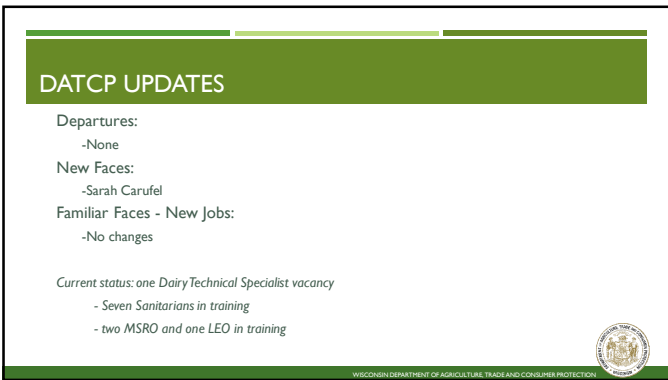 DATCP UPDATES
Departures:
-None
New Faces:
-Sarah Carufel
Familiar Faces - New Jobs:
-No changes
Current status: one Dairy Technical Specialist vacancy
- Seven Sanitarians in training
- two MSRO and one LEO in training
WISCONSIN DEPARTMENT OF AGRICULTURE, TRADE AND CONSUMER PROTECTION